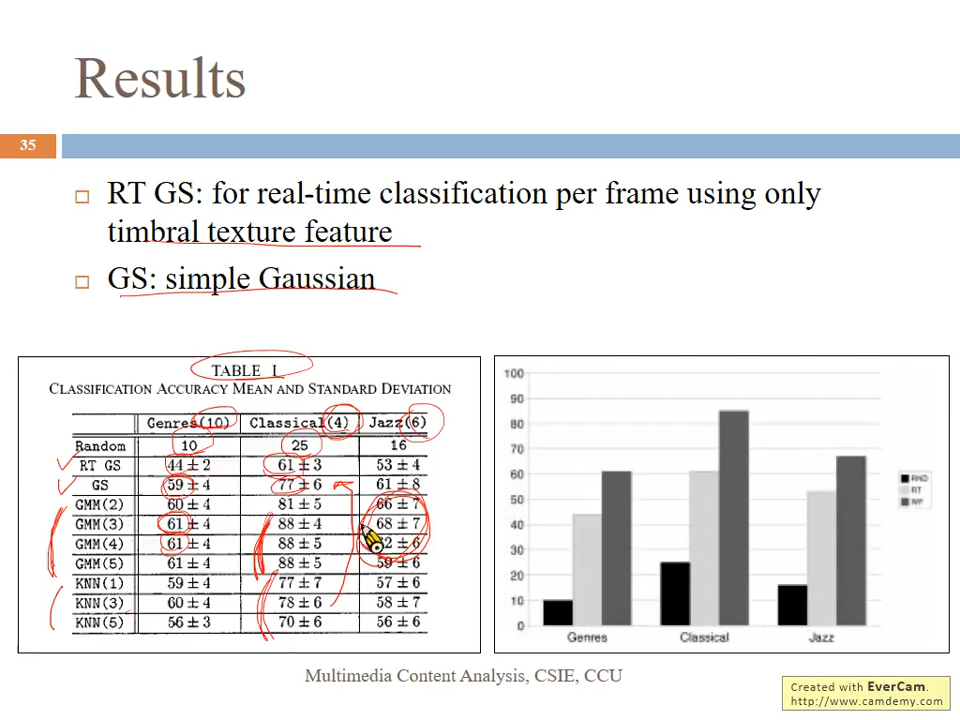 Results
35
RT GS: for real-time classification per frame using only
timbral texture feature
GS: simple Gaussian
TABLE I
CLASSIFICATION ACCURACY MEAN AND STANDARD DEVIATION
Genres(10) Classical(4) Jazz(6)
Random 10 25 16
RT GS 44 ± 2 61 ± 3 53 ± 4
GS 59 ± 4 77 ± 6 61 ± 8
GMM(2) 60 ± 4 81 ± 5 66 ± 7
GMM(3) 61 ± 4 88 ± 4 68 ± 7
GMM(4) 61 ± 4 88 ± 5 62 ± 6
GMM(5) 61 ± 4 88 ± 5 59 ± 6
KNN(1) 59 ± 4 77 ± 7 57 ± 6
KNN(3) 60 ± 4 78 ± 6 58 ± 7
KNN(5) 56 ± 3 70 ± 6 56 ± 6
100
90
80
70
60
50
40
30
20
10
0
Genres Classical Jazz
RND
RT
Multimedia Content Analysis, CSIE, CCU
Created with EverCam.
http://www.camdemy.com